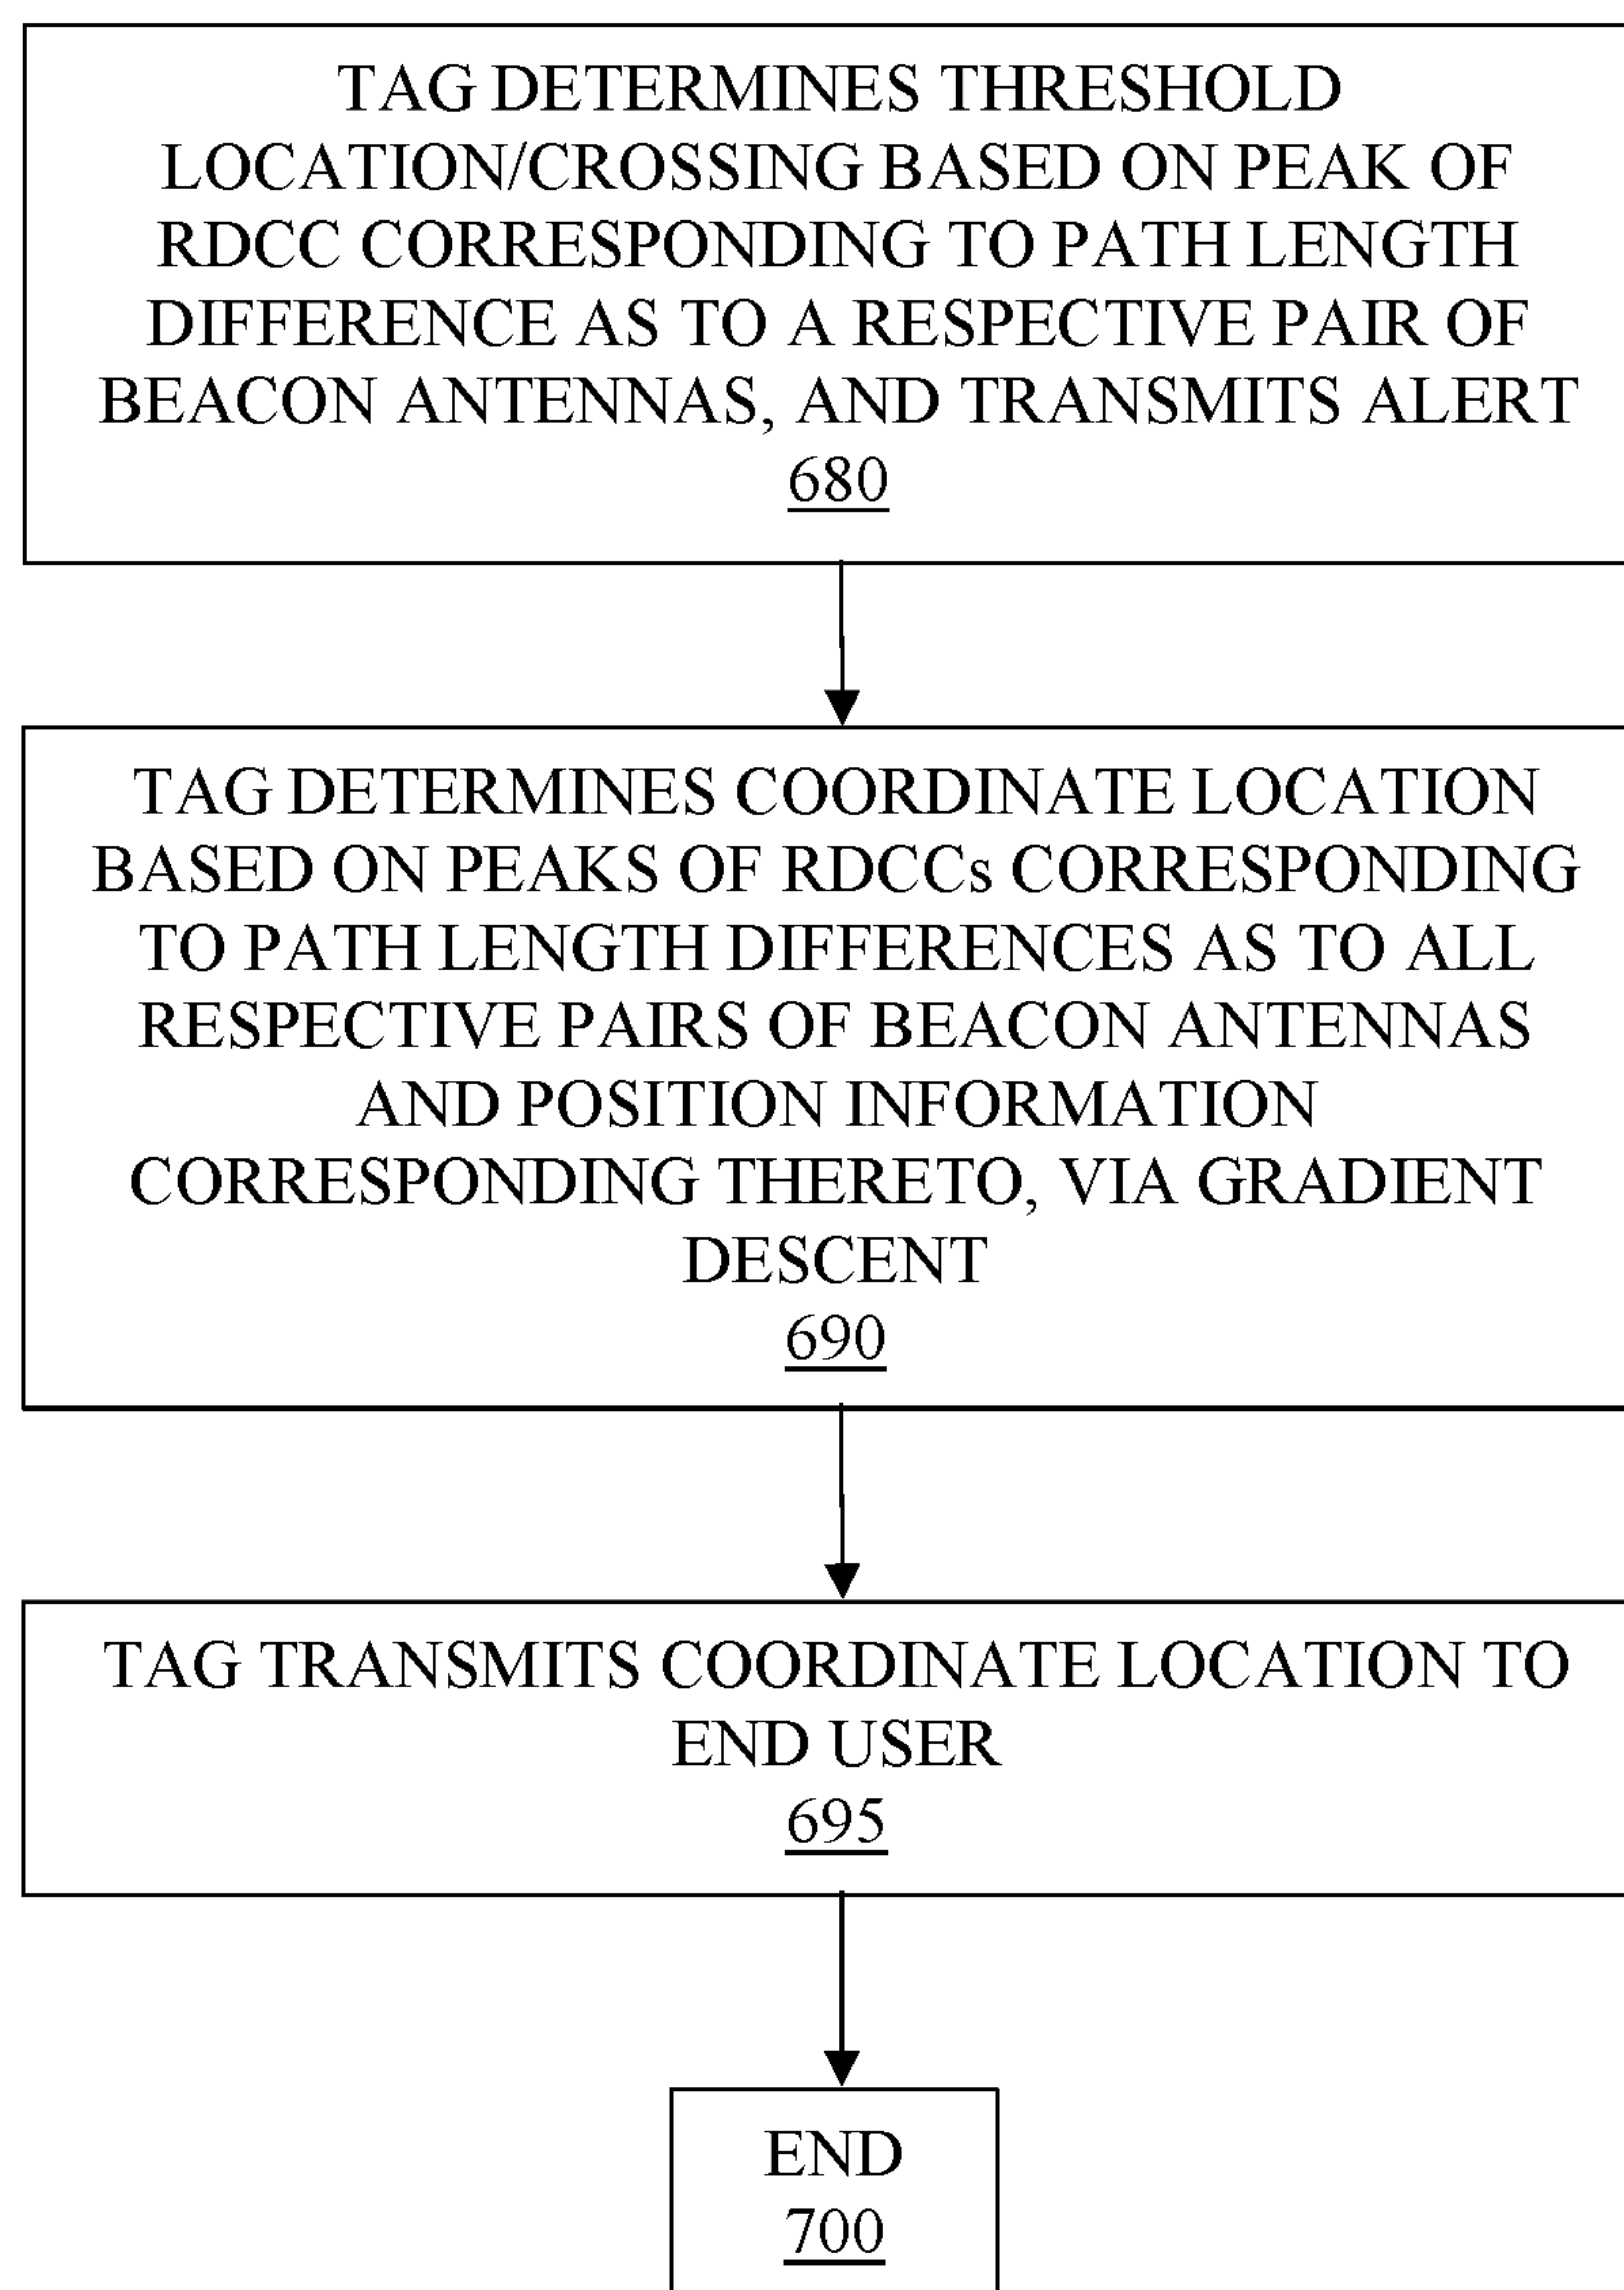 TAG DETERMINES THRESHOLD
LOCATION/CROSSING BASED ON PEAK OF
RDCC CORRESPONDING TO PATH LENGTH
DIFFERENCE AS TO A RESPECTIVE PAIR OF
BEACON ANTENNAS, AND TRANSMITS ALERT
680
TAG DETERMINES COORDINATE LOCATION
BASED ON PEAKS OF RDCCs CORRESPONDING
TO PATH LENGTH DIFFERENCES AS TO ALL
RESPECTIVE PAIRS OF BEACON ANTENNAS
AND POSITION INFORMATION
CORRESPONDING THERETO, VIA GRADIENT
DESCENT
690
TAG TRANSMITS COORDINATE LOCATION TO
END USER
695
END
700